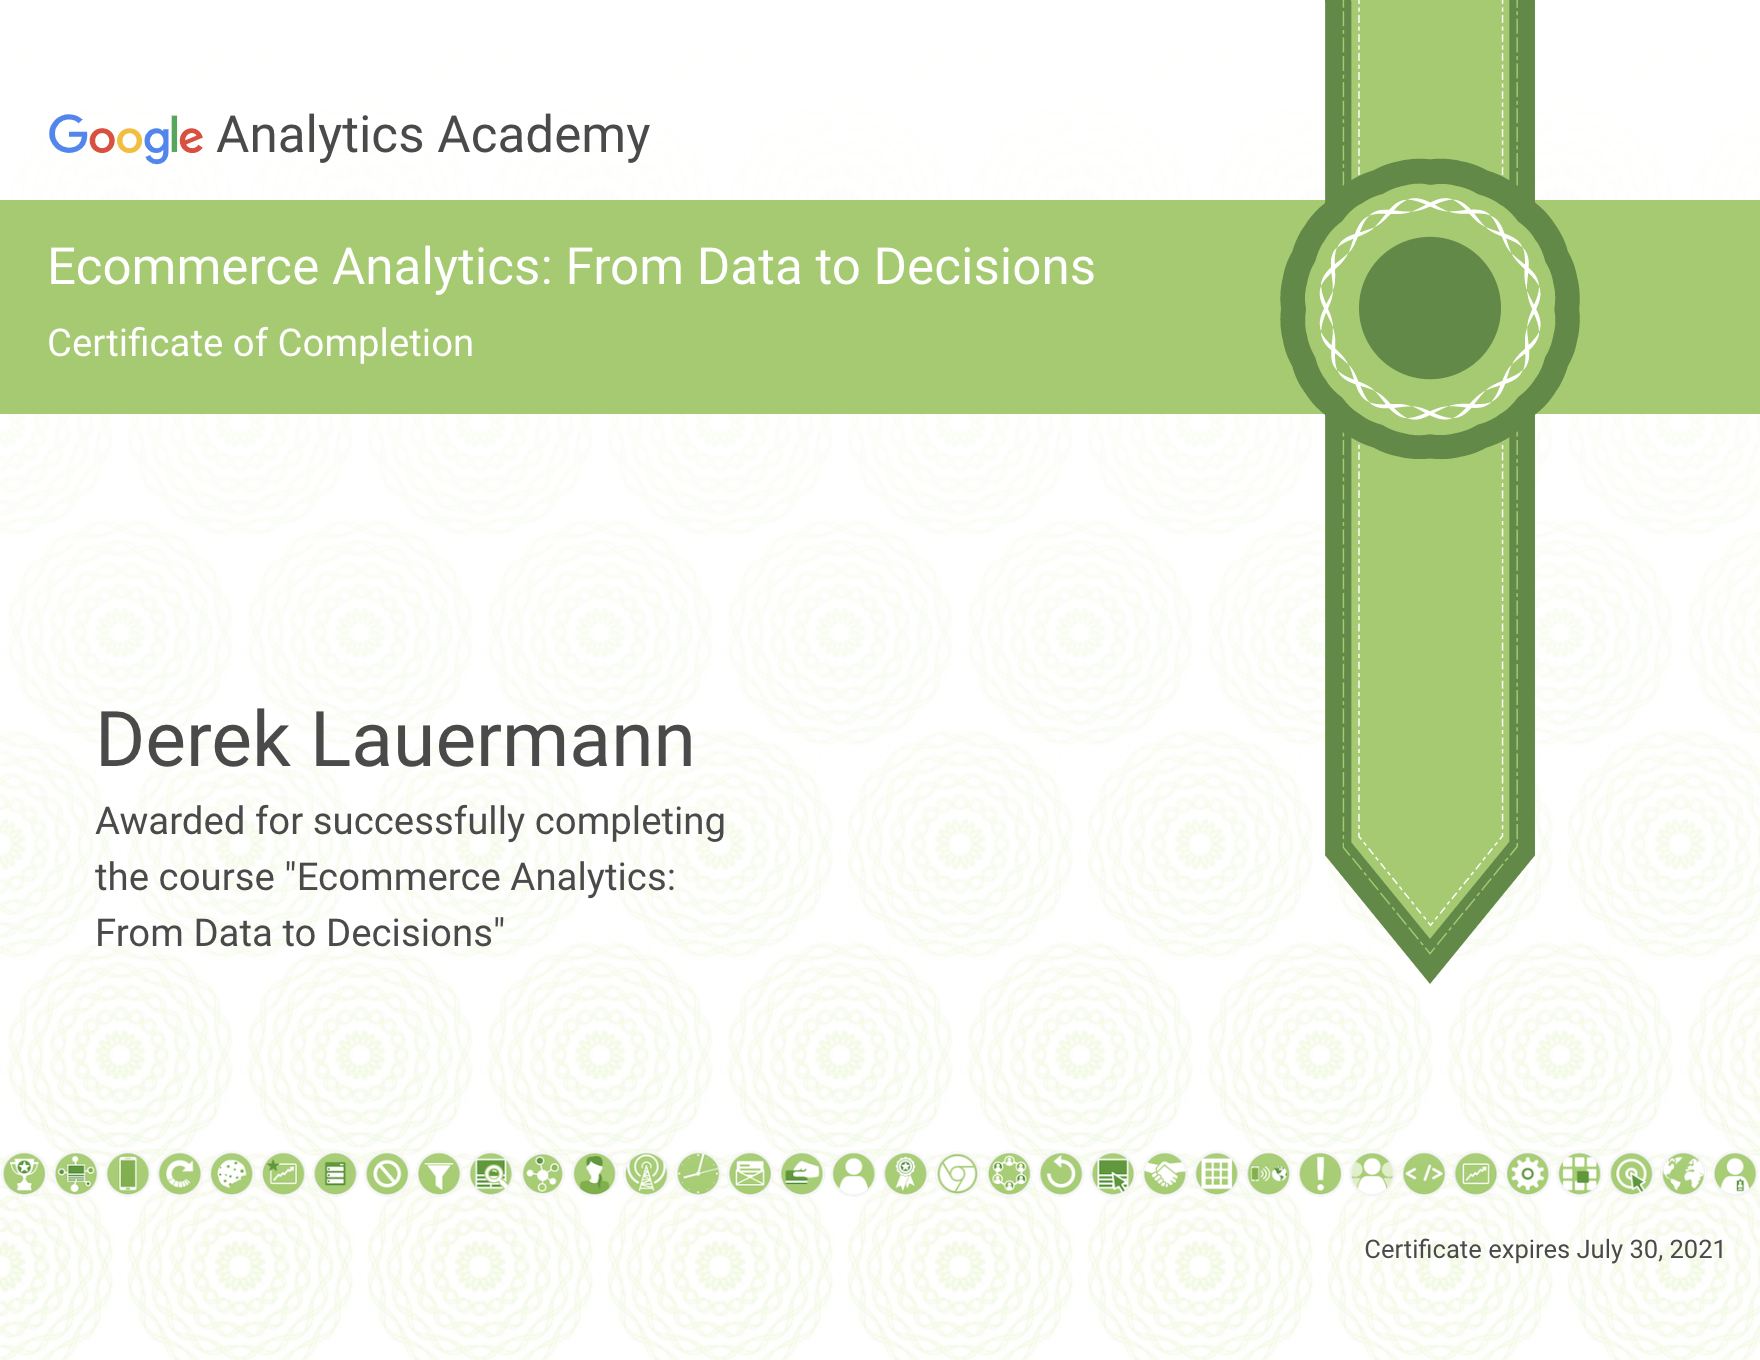 Google Analytics Academy
Ecommerce Analytics: From Data to Decisions
Certificate of Completion
Derek Lauermann
Awarded for successfully completing
the course "Ecommerce Analytics:
From Data to Decisions"
</>
Certificate expires July 30, 2021